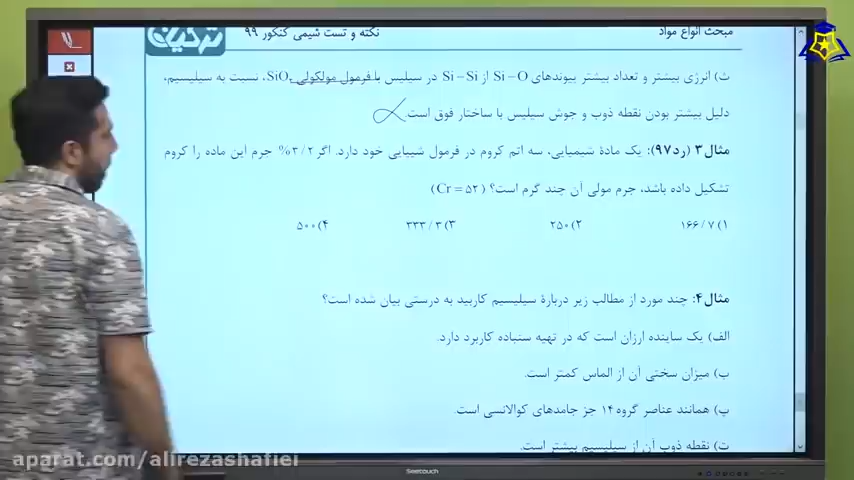 مبحث انواع مواد
نکته و تست شیمی کنکور ۹۹
ث) انرژی بیشتر و تعداد بیشتر پیوندهای Si–O از Si–Si در سیلیس با فرمول مولکولی SiO₂، نسبت به سیلیسیم،
دلیل بیشتر بودن نقطه ذوب و جوش سیلیس با ساختار فوق است.
مثال ۳ (رد۹۷): یک مادهٔ شیمیایی، سه اتم کروم در فرمول شیمیایی خود دارد. اگر ۳/۲% جرم این ماده را کروم
تشکیل داده باشد، جرم مولی آن چند گرم است؟ (Cr = ۵۲)
۱) ۱۶۶/۷ ۲) ۲۵۰ ۳) ۳۳۳/۳ ۴) ۵۰۰
مثال ۴: چند مورد از مطالب زیر دربارهٔ سیلیسیم کاربید به درستی بیان شده است؟
الف) یک ساینده ارزان است که در تهیه سنباده کاربرد دارد.
ب) میزان سختی آن از الماس کمتر است.
پ) همانند عناصر گروه ۱۴ جز جامدهای کووالانسی است.
ت) نقطه ذوب آن از سیلیسیم بیشتر است.
Seetouch
aparat.com/alirezashafiei